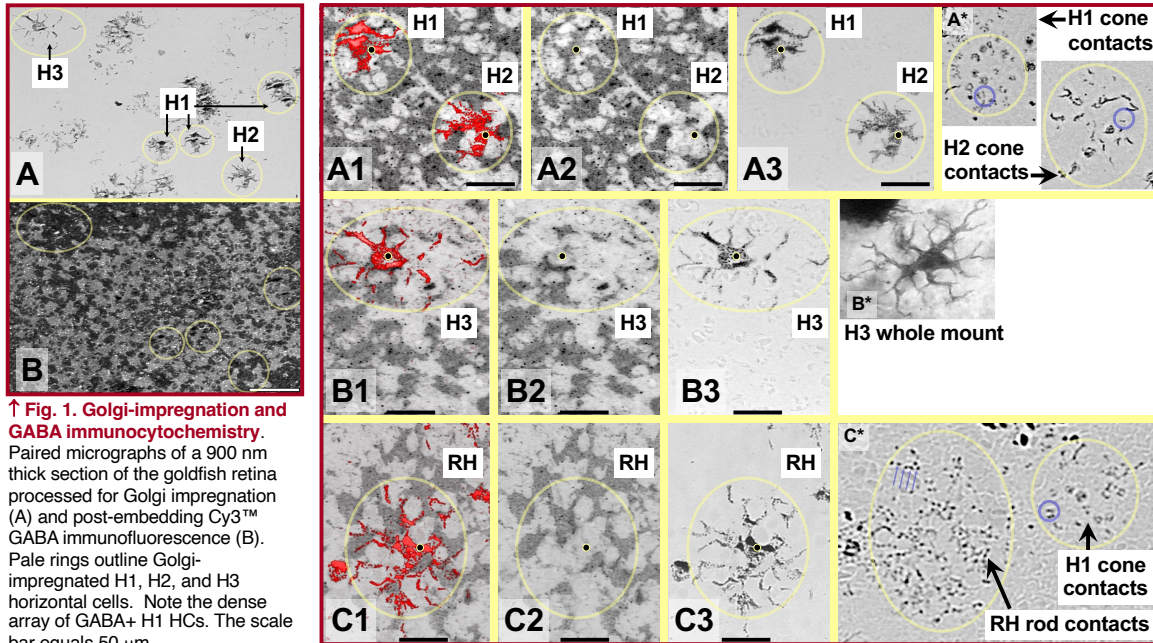 H3
H1
H2
A
B
↑ Fig. 1. Golgi-impregnation and
GABA immunocytochemistry.
Paired micrographs of a 900 nm
thick section of the goldfish retina
processed for Golgi impregnation
(A) and post-embedding Cy3™
GABA immunofluorescence (B).
Pale rings outline Golgi-
impregnated H1, H2, and H3
horizontal cells. Note the dense
array of GABA+ H1 HCs. The scale
bar equals 50 µm
H1
H2
A1
H1
H2
A2
H1
H2
A3
A*
H1 cone
contacts
H2 cone
contacts
H3
B1
H3
B2
H3
B3
B*
H3 whole mount
RH
C1
RH
C2
RH
C3
C*
H1 cone
contacts
RH rod contacts